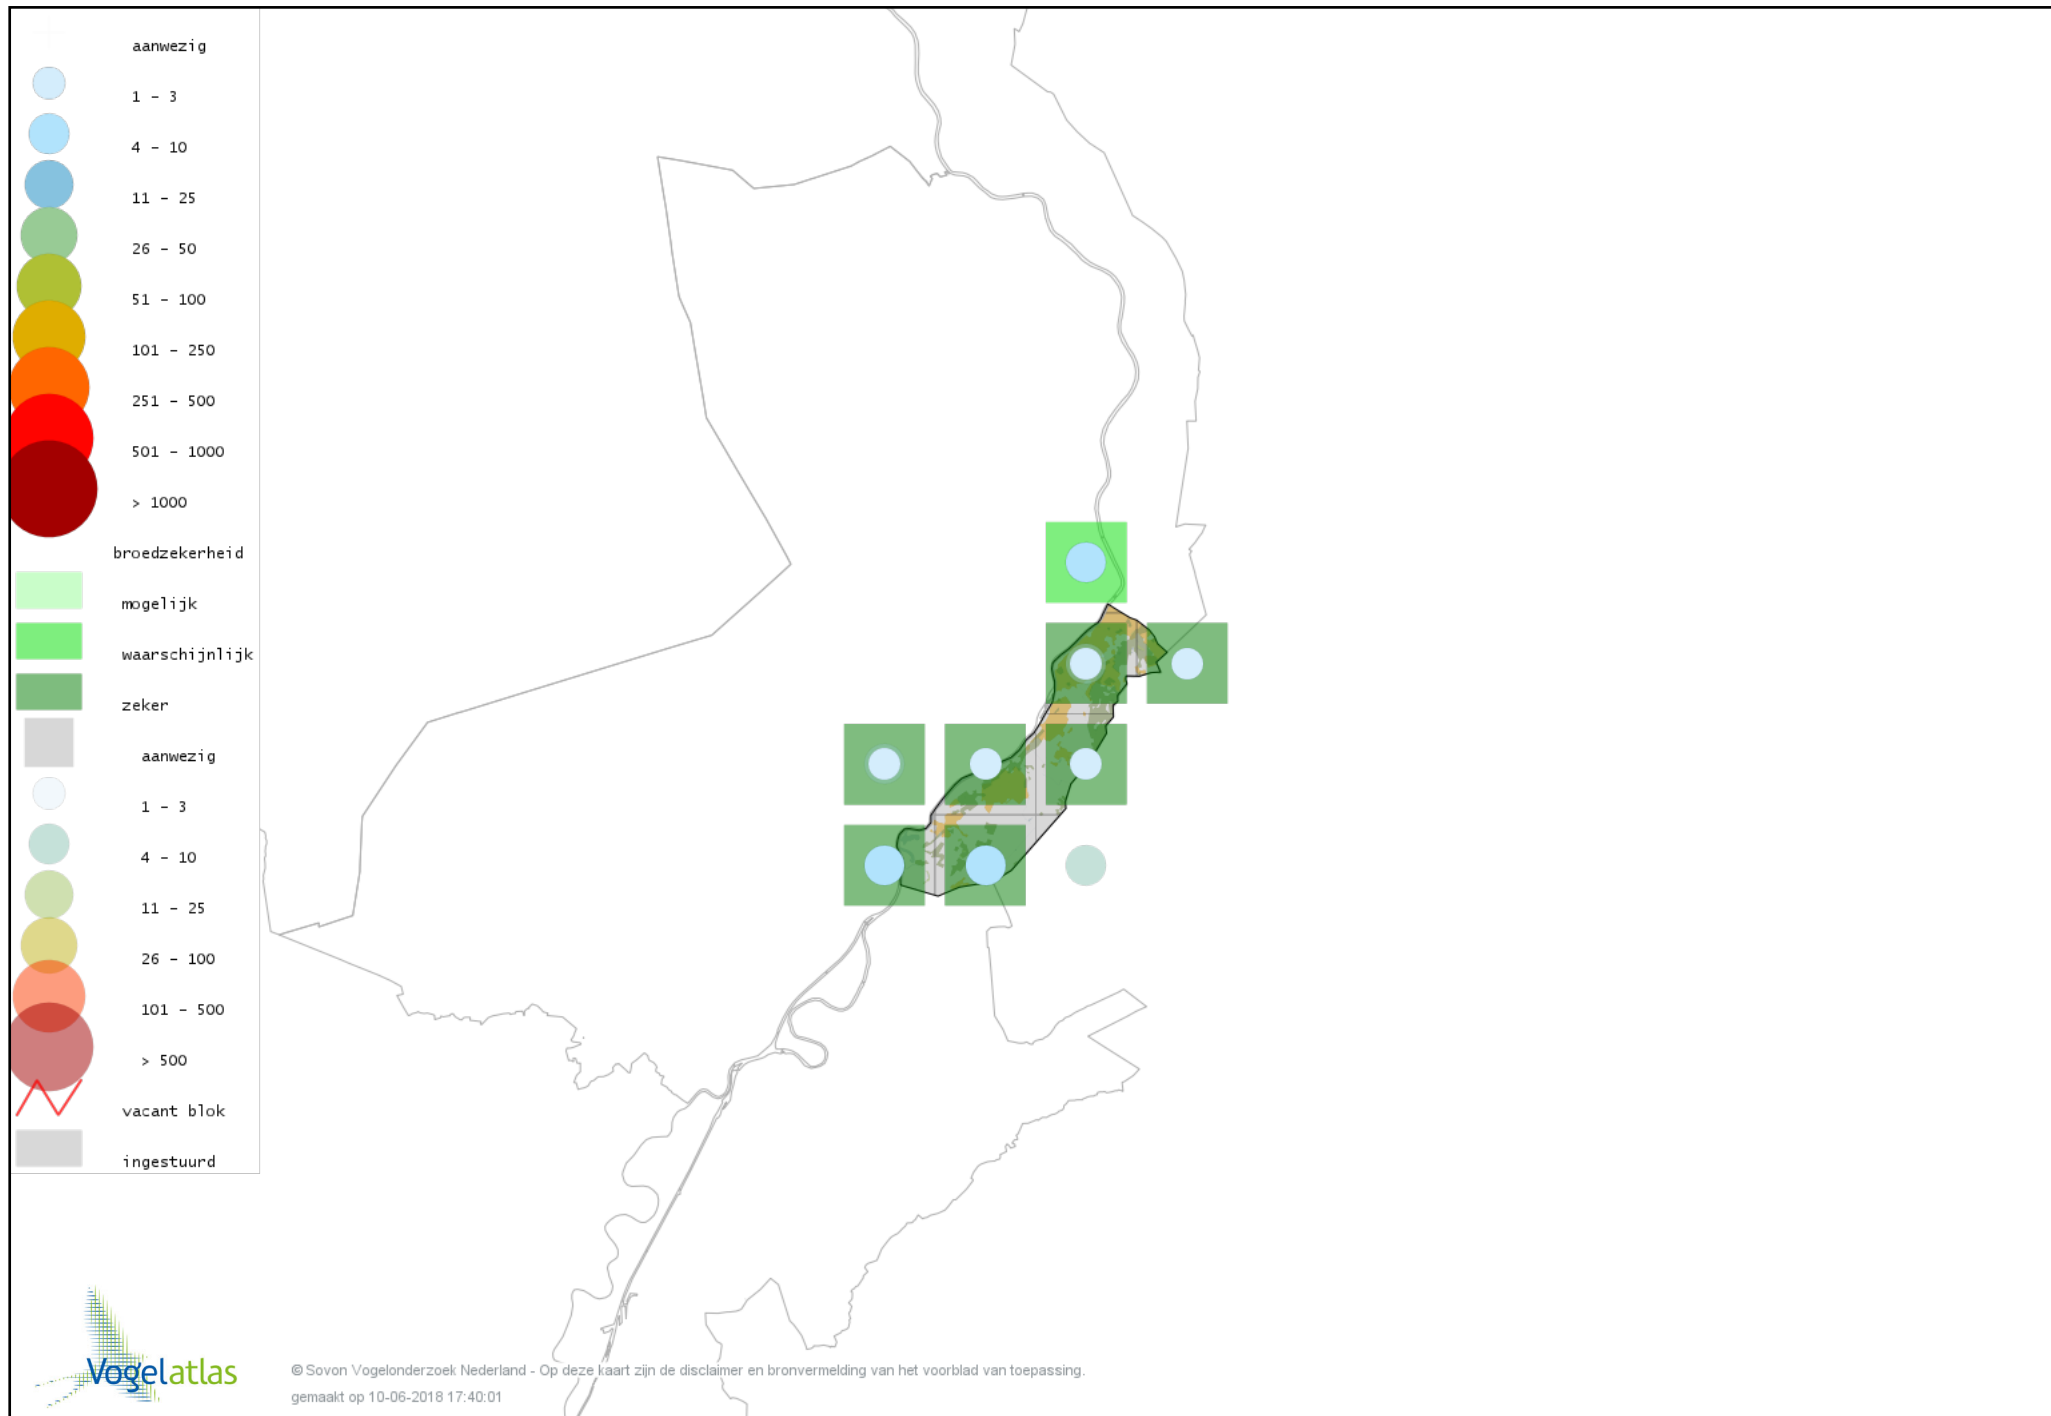 aanwezig
1 - 3
4 - 10
11 - 25
26 - 50
51 - 100
101 - 250
251 - 500
501 - 1000
> 1000
broedzekerheid
mogelijk
waarschijnlijk
zeker
aanwezig
1 - 3
4 - 10
11 - 25
26 - 100
101 - 500
> 500
vacant blok
ingestuurd
Vogelatlas
© Sovon Vogelonderzoek Nederland - Op deze kaart zijn de disclaimer en bronvermelding van het voorblad van toepassing.
gemaakt op 10-06-2018 17:40:01